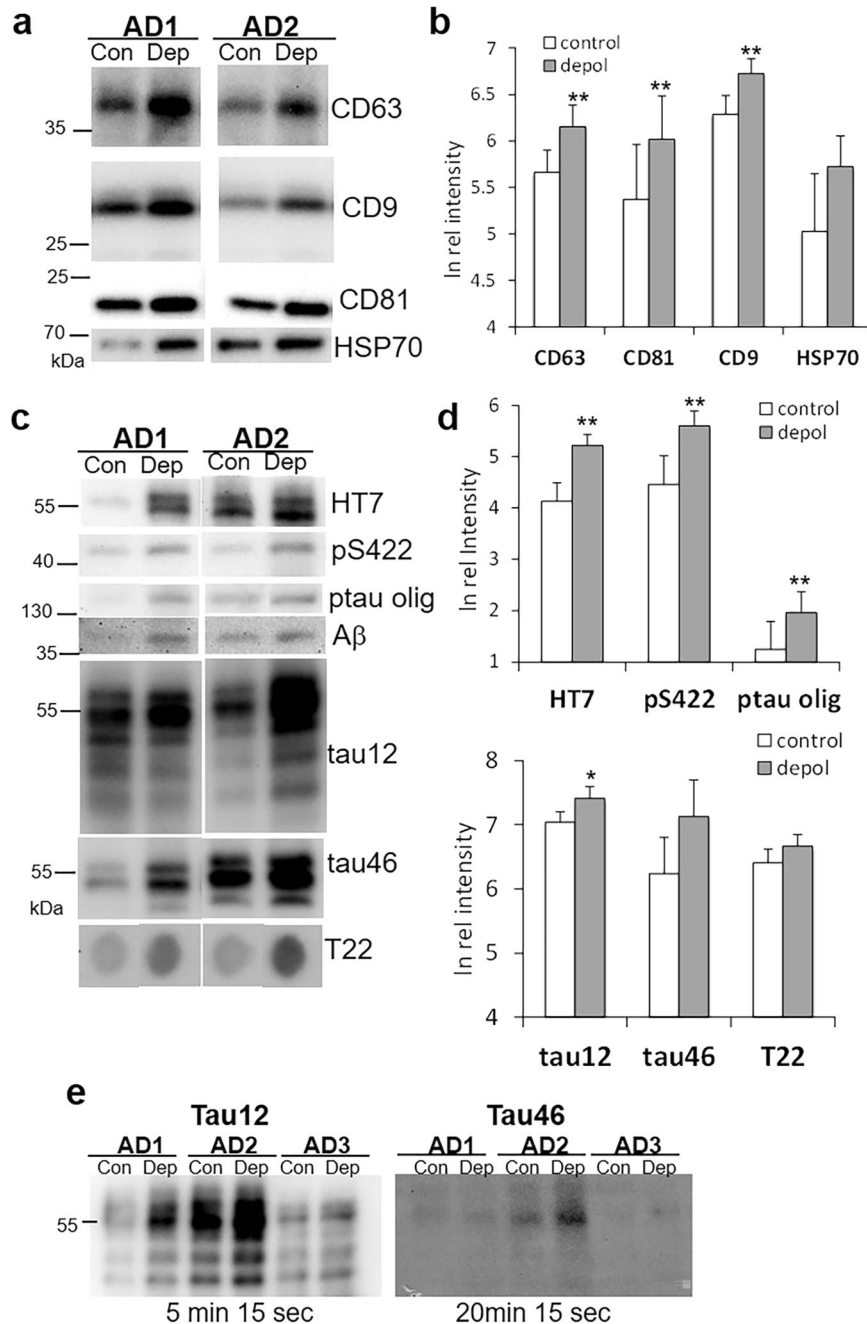 a
AD1 AD2
Con Dep Con Dep
CD63
35
CD9
25
25
CD81
70
HSP70
kDa
b
control
depol
ln rel intensity
7
6.5
6
5.5
5
4.5
4
** ** **
CD63 CD81 CD9 HSP70
c
AD1 AD2
Con Dep Con Dep
HT7
55
pS422
40
ptau olig
130
Aβ
35
55
tau12
tau46
55
kDa
T22
d
control
depol
ln rel Intensity
6
5
4
3
2
1
** ** **
HT7 pS422 ptau olig
control
depol
ln rel intensity
8
7
6
5
4
*
tau12 tau46 T22
e
Tau12 Tau46
AD1 AD2 AD3 AD1 AD2 AD3
Con Dep Con Dep Con Dep Con Dep Con Dep Con Dep
55
5 min 15 sec 20min 15 sec